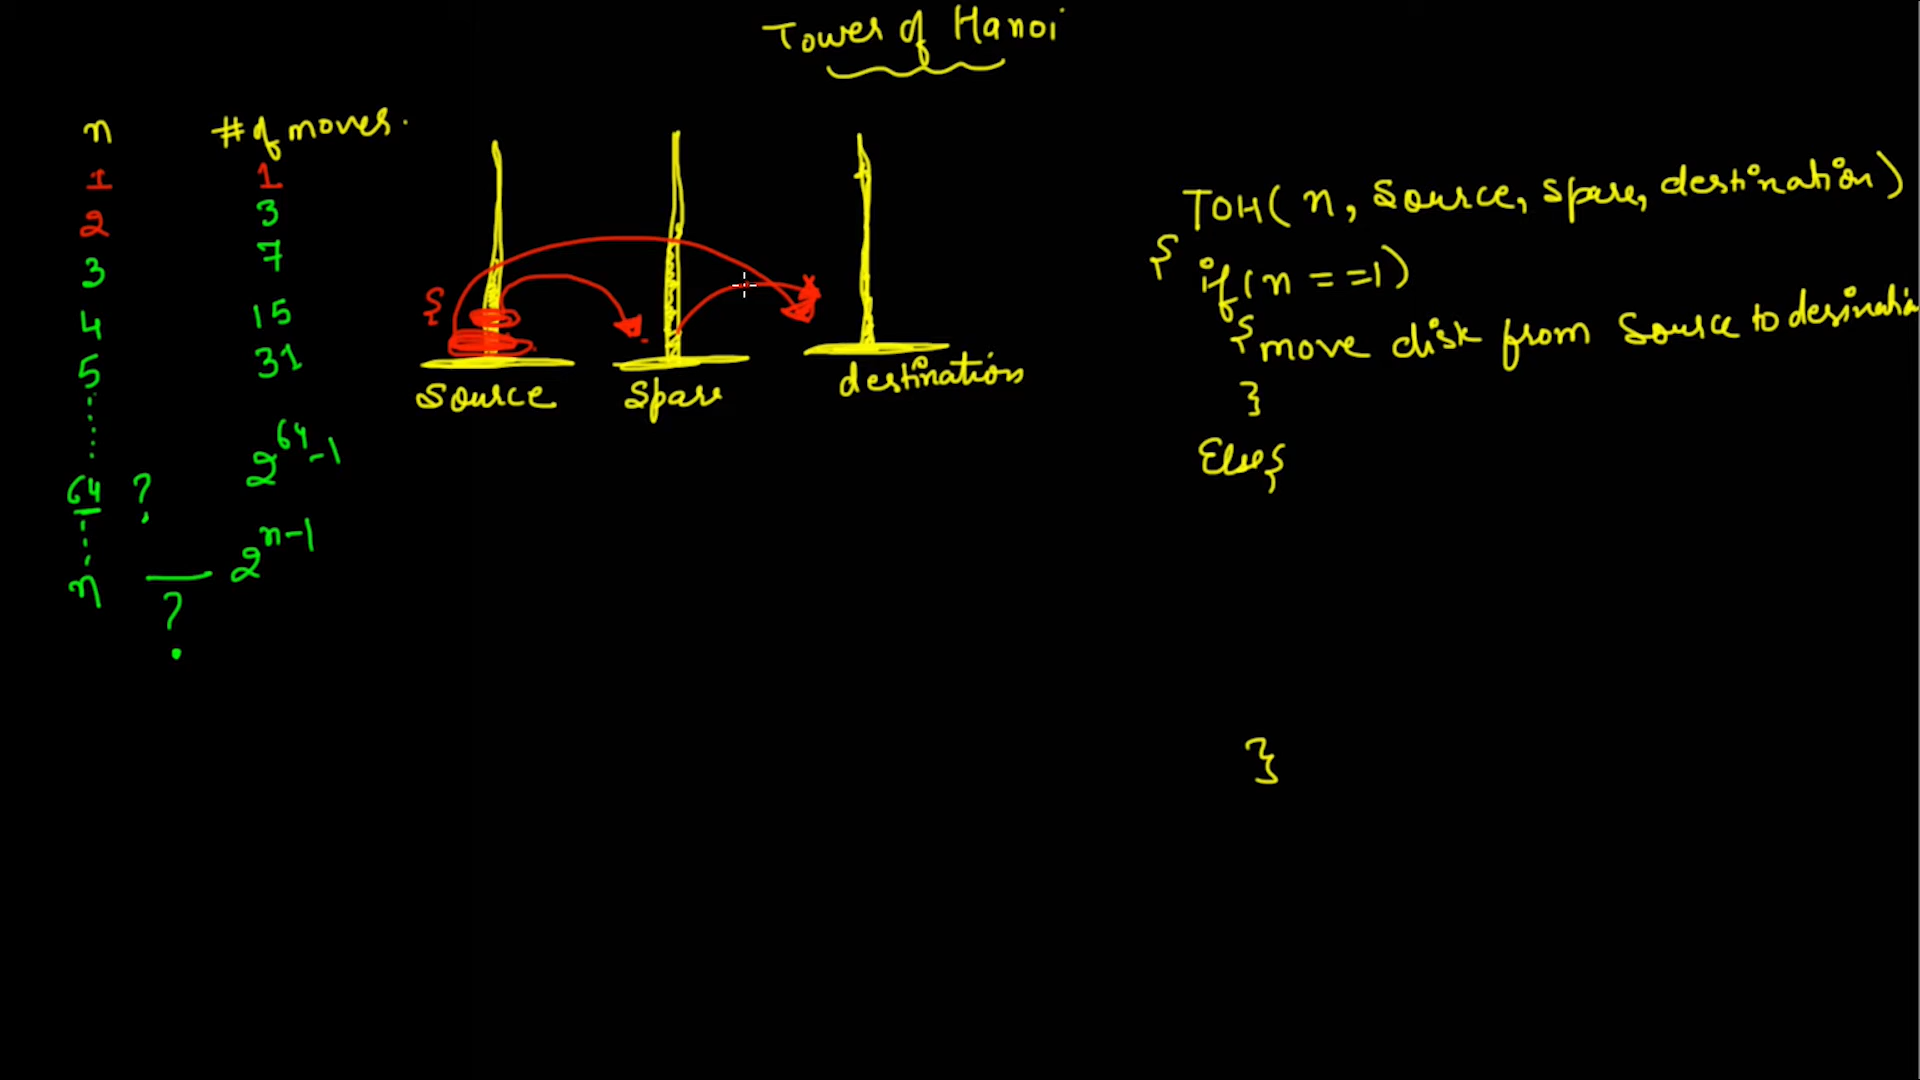 Tower of Hanoi
n # of moves.
1 1
2 3
3 7
4 15
5 31
64 ? 2^64-1
n ? 2^n-1
{
Source Spare destination
TOH(n, Source, Spare, destination)
{ if(n==1)
{ move disk from Source to desinatio
}
Else{
}